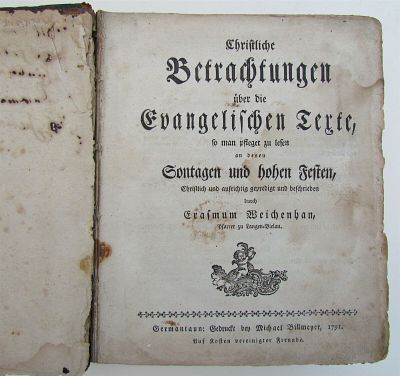 Christliche
Betrachtungen
über die
Evangelischen Texte,
so man pfleget zu lesen
an denen
Sontagen und hohen Festen,
Christlich und aufrichtig geprediget und beschrieben
durch
Erasmum Weichenhan,
Pfarrer zu Langen-Bielau.
Germantaun: Gedruckt bey Michael Billmeyer, 1791.
Auf Kosten vereinigter Freunde.